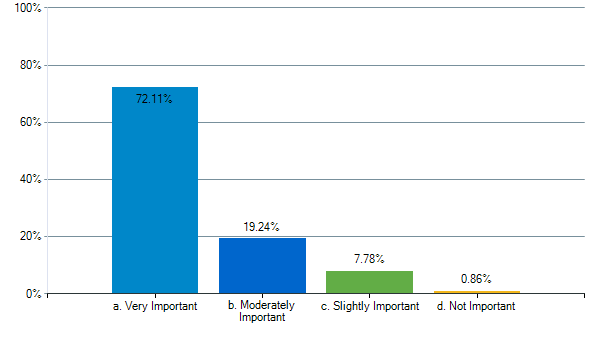 100%
80%
72.11%
60%
40%
20%
19.24%
7.78%
0.86%
0%
a. Very Important
b. Moderately
Important
c. Slightly Important
d. Not Important